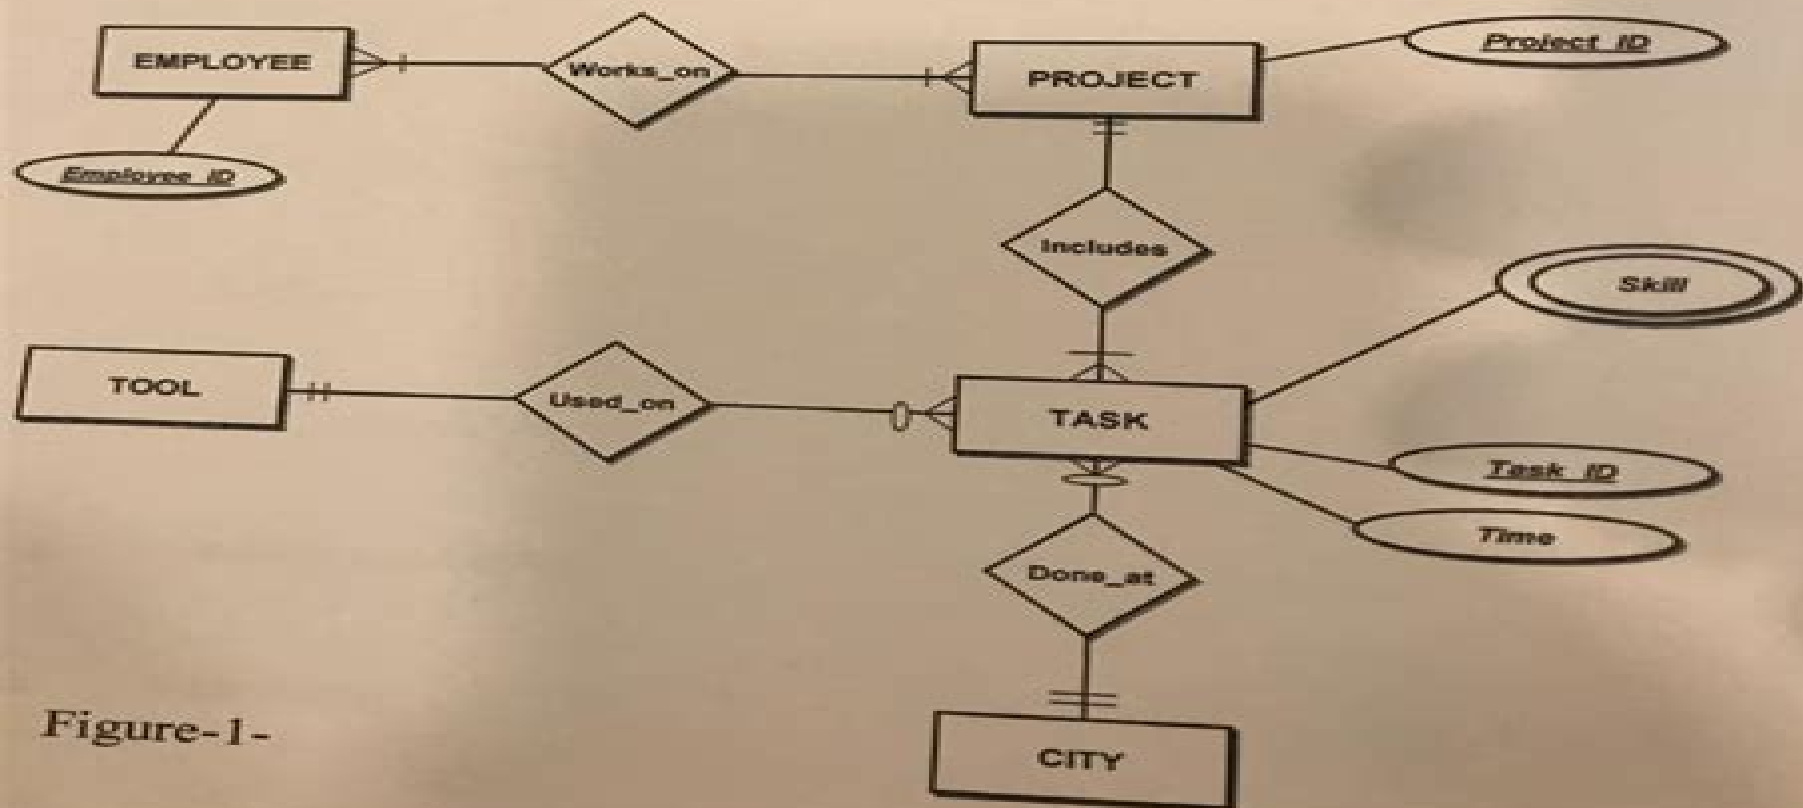 EMPLOYEE
Works_on
PROJECT
Project_ID
Employee_ID
Includes
Skill
TOOL
Used_on
TASK
Task_ID
Time
Done_at
Figure-1-
CITY